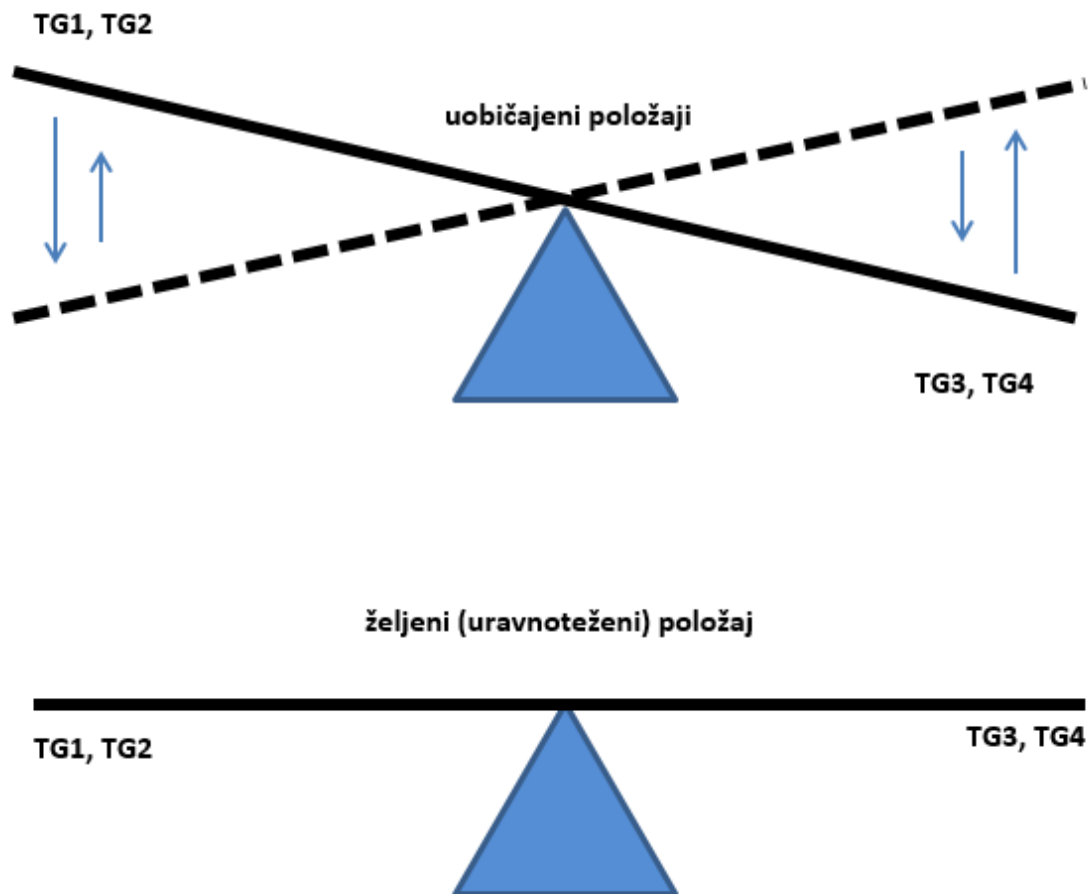 TG1, TG2
uobičajeni položaji
TG3, TG4
željeni (uravnoteženi) položaj
TG1, TG2
TG3, TG4